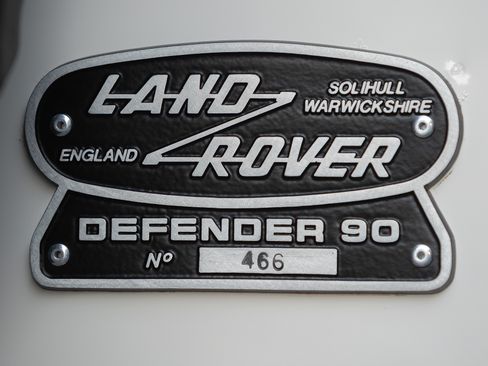 LAND
ROVER
SOLIHULL
WARWICKSHIRE
ENGLAND
DEFENDER 90
Nº 466